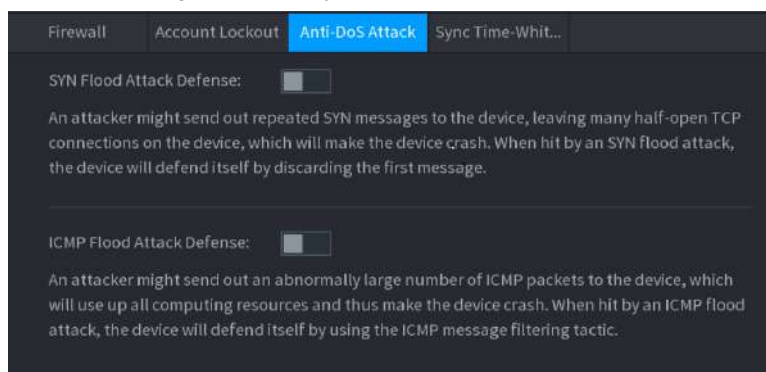 Firewall Account Lockout Anti-DoS Attack Sync Time-Whit...
SYN Flood Attack Defense:
An attacker might send out repeated SYN messages to the device, leaving many half-open TCP
connections on the device, which will make the device crash. When hit by an SYN flood attack,
the device will defend itself by discarding the first message.
ICMP Flood Attack Defense:
An attacker might send out an abnormally large number of ICMP packets to the device, which
will use up all computing resources and thus make the device crash. When hit by an ICMP flood
attack, the device will defend itself by using the ICMP message filtering tactic.